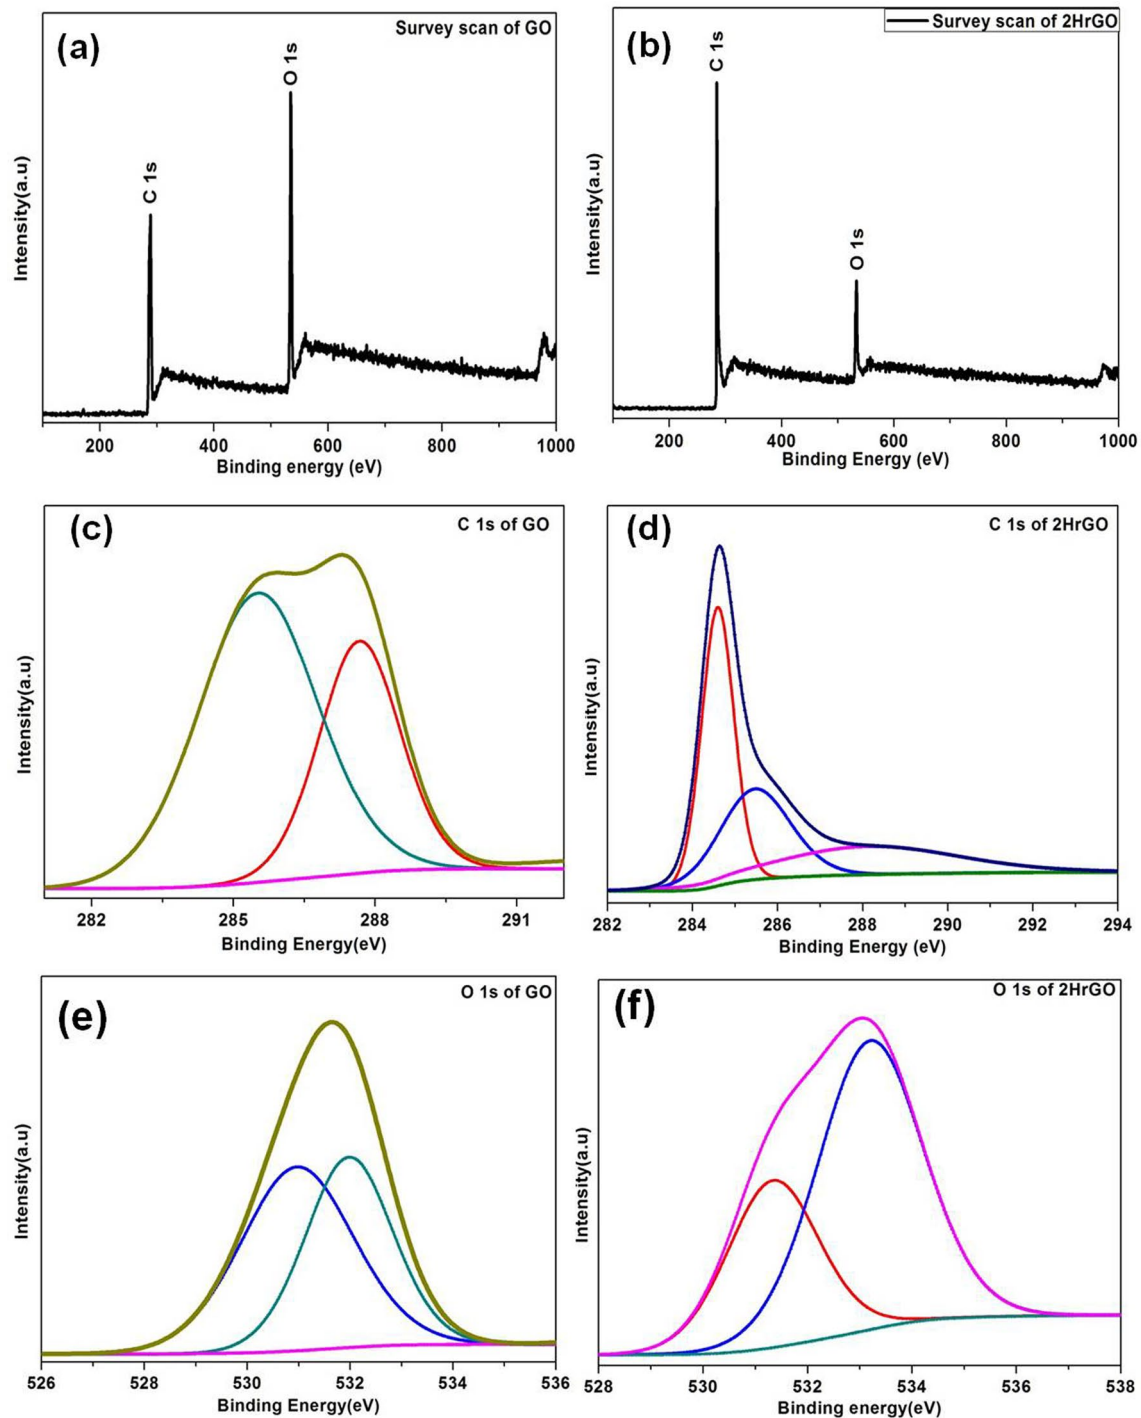 (a)
Survey scan of GO
C 1s
O 1s
Intensity(a.u)
200 400 600 800 1000
Binding energy (eV)
(b)
Survey scan of 2HrGO
C 1s
O 1s
Intensity(a.u)
200 400 600 800 1000
Binding Energy (eV)
(c)
C 1s of GO
Intensity(a.u)
282 285 288 291
Binding Energy(eV)
(d)
C 1s of 2HrGO
Intensity(a.u)
282 284 286 288 290 292 294
Binding Energy (eV)
(e)
O 1s of GO
Intensity(a.u)
526 528 530 532 534 536
Binding Energy(eV)
(f)
O 1s of 2HrGO
Intensity(a.u)
528 530 532 534 536 538
Binding energy(eV)